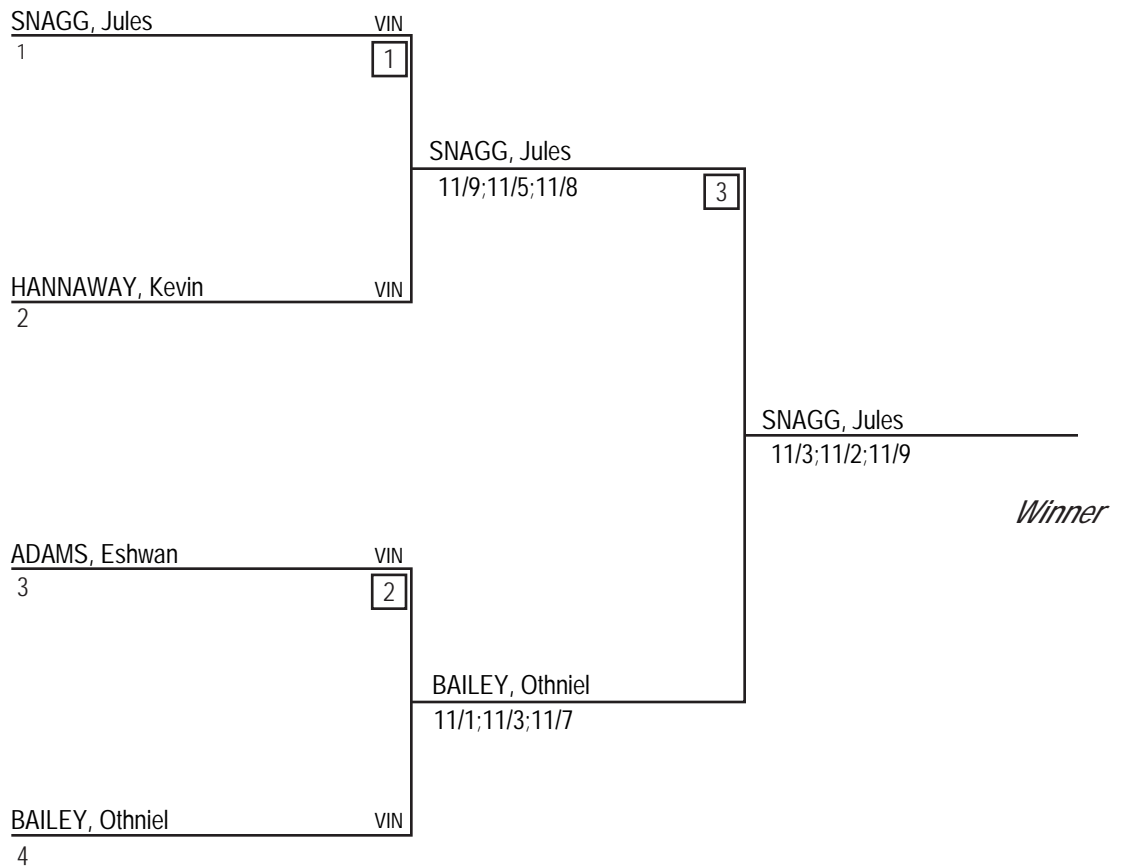 SNAGG, Jules VIN
1
1
SNAGG, Jules
11/9;11/5;11/8
3
HANNAWAY, Kevin VIN
2
SNAGG, Jules
11/3;11/2;11/9
Winner
ADAMS, Eshwan VIN
3
2
BAILEY, Othniel
11/1;11/3;11/7
BAILEY, Othniel VIN
4